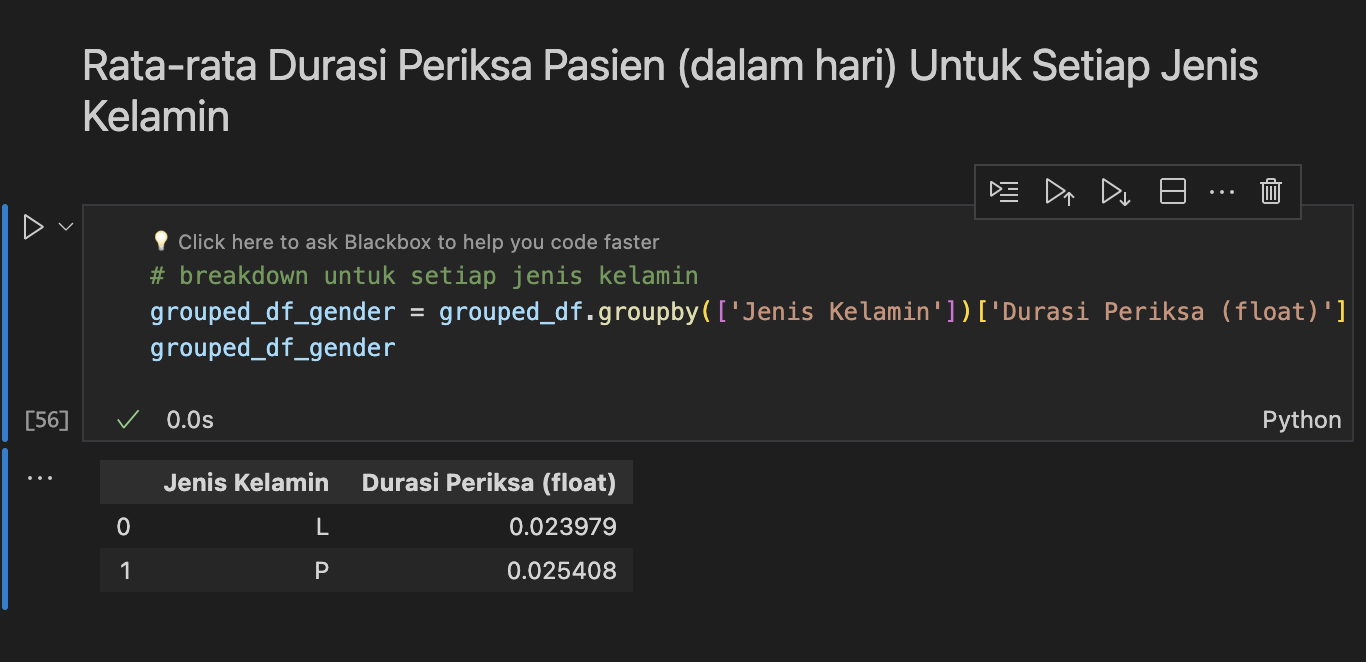 Rata-rata Durasi Periksa Pasien (dalam hari) Untuk Setiap Jenis
Kelamin
Click here to ask Blackbox to help you code faster
# breakdown untuk setiap jenis kelamin
grouped_df_gender = grouped_df.groupby(['Jenis Kelamin'])['Durasi Periksa (float)']
grouped_df_gender
[56] 0.0s Python
Jenis Kelamin Durasi Periksa (float)
0 L 0.023979
1 P 0.025408